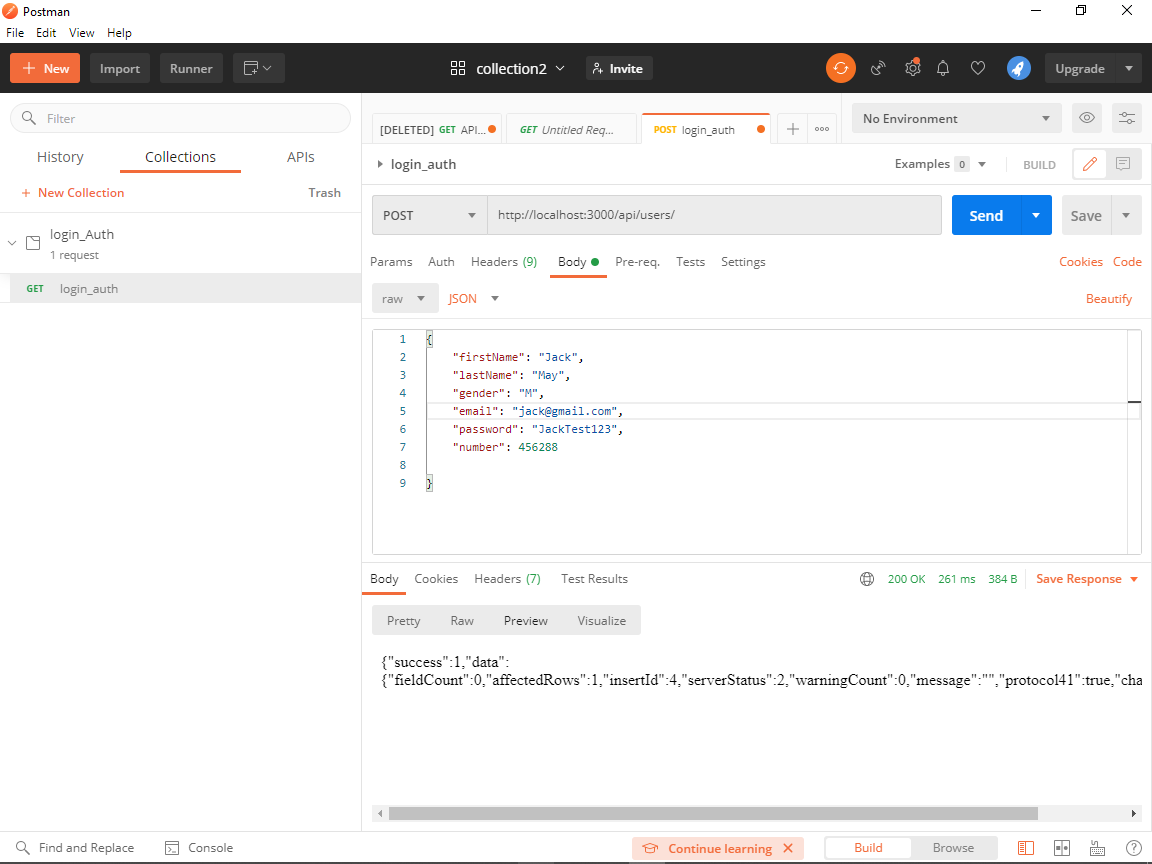 Postman
File Edit View Help
New Import Runner collection2 Invite Upgrade
Filter
History Collections APIs
New Collection Trash
login_Auth
1 request
GET login_auth
[DELETED] GET API... GET Untitled Req... POST login_auth No Environment
login_auth Examples 0 BUILD
POST http://localhost:3000/api/users/ Send Save
Params Auth Headers (9) Body Pre-req. Tests Settings Cookies Code
raw JSON Beautify
1 {
2 "firstName": "Jack",
3 "lastName": "May",
4 "gender": "M",
5 "email": "jack@gmail.com",
6 "password": "JackTest123",
7 "number": 456288
8
9 }
Body Cookies Headers (7) Test Results 200 OK 261 ms 384 B Save Response
Pretty Raw Preview Visualize
{"success":1,"data":
{"fieldCount":0,"affectedRows":1,"insertId":4,"serverStatus":2,"warningCount":0,"message":"","protocol41":true,"cha
Find and Replace Console Continue learning Build Browse